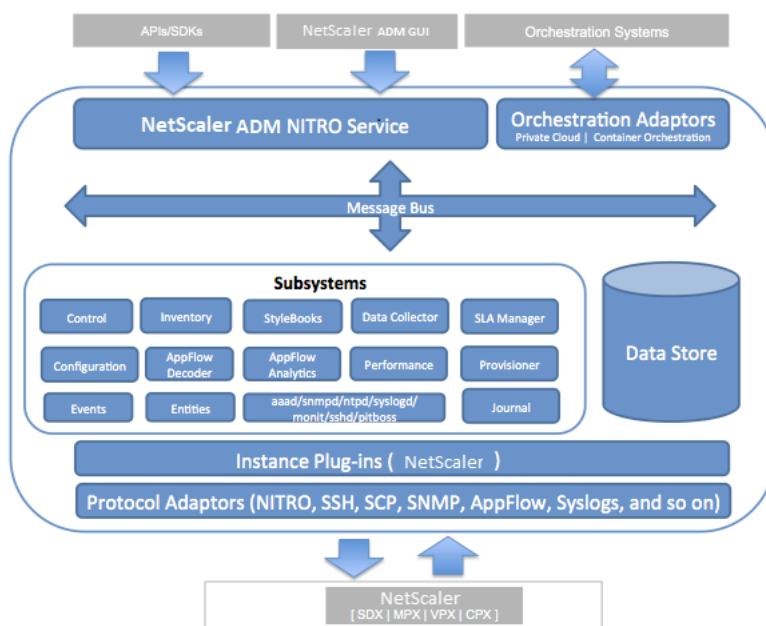 APIs/SDKs
NetScaler ADM GUI
Orchestration Systems
NetScaler ADM NITRO Service
Orchestration Adaptors
Private Cloud | Container Orchestration
Message Bus
Subsystems
Control
Inventory
StyleBooks
Data Collector
SLA Manager
Configuration
AppFlow
Decoder
AppFlow
Analytics
Performance
Provisioner
Events
Entities
aaad/snmpd/ntpd/syslogd/
monit/sshd/pitboss
Journal
Data Store
Instance Plug-ins ( NetScaler )
Protocol Adaptors (NITRO, SSH, SCP, SNMP, AppFlow, Syslogs, and so on)
NetScaler
[ SDX | MPX | VPX | CPX ]